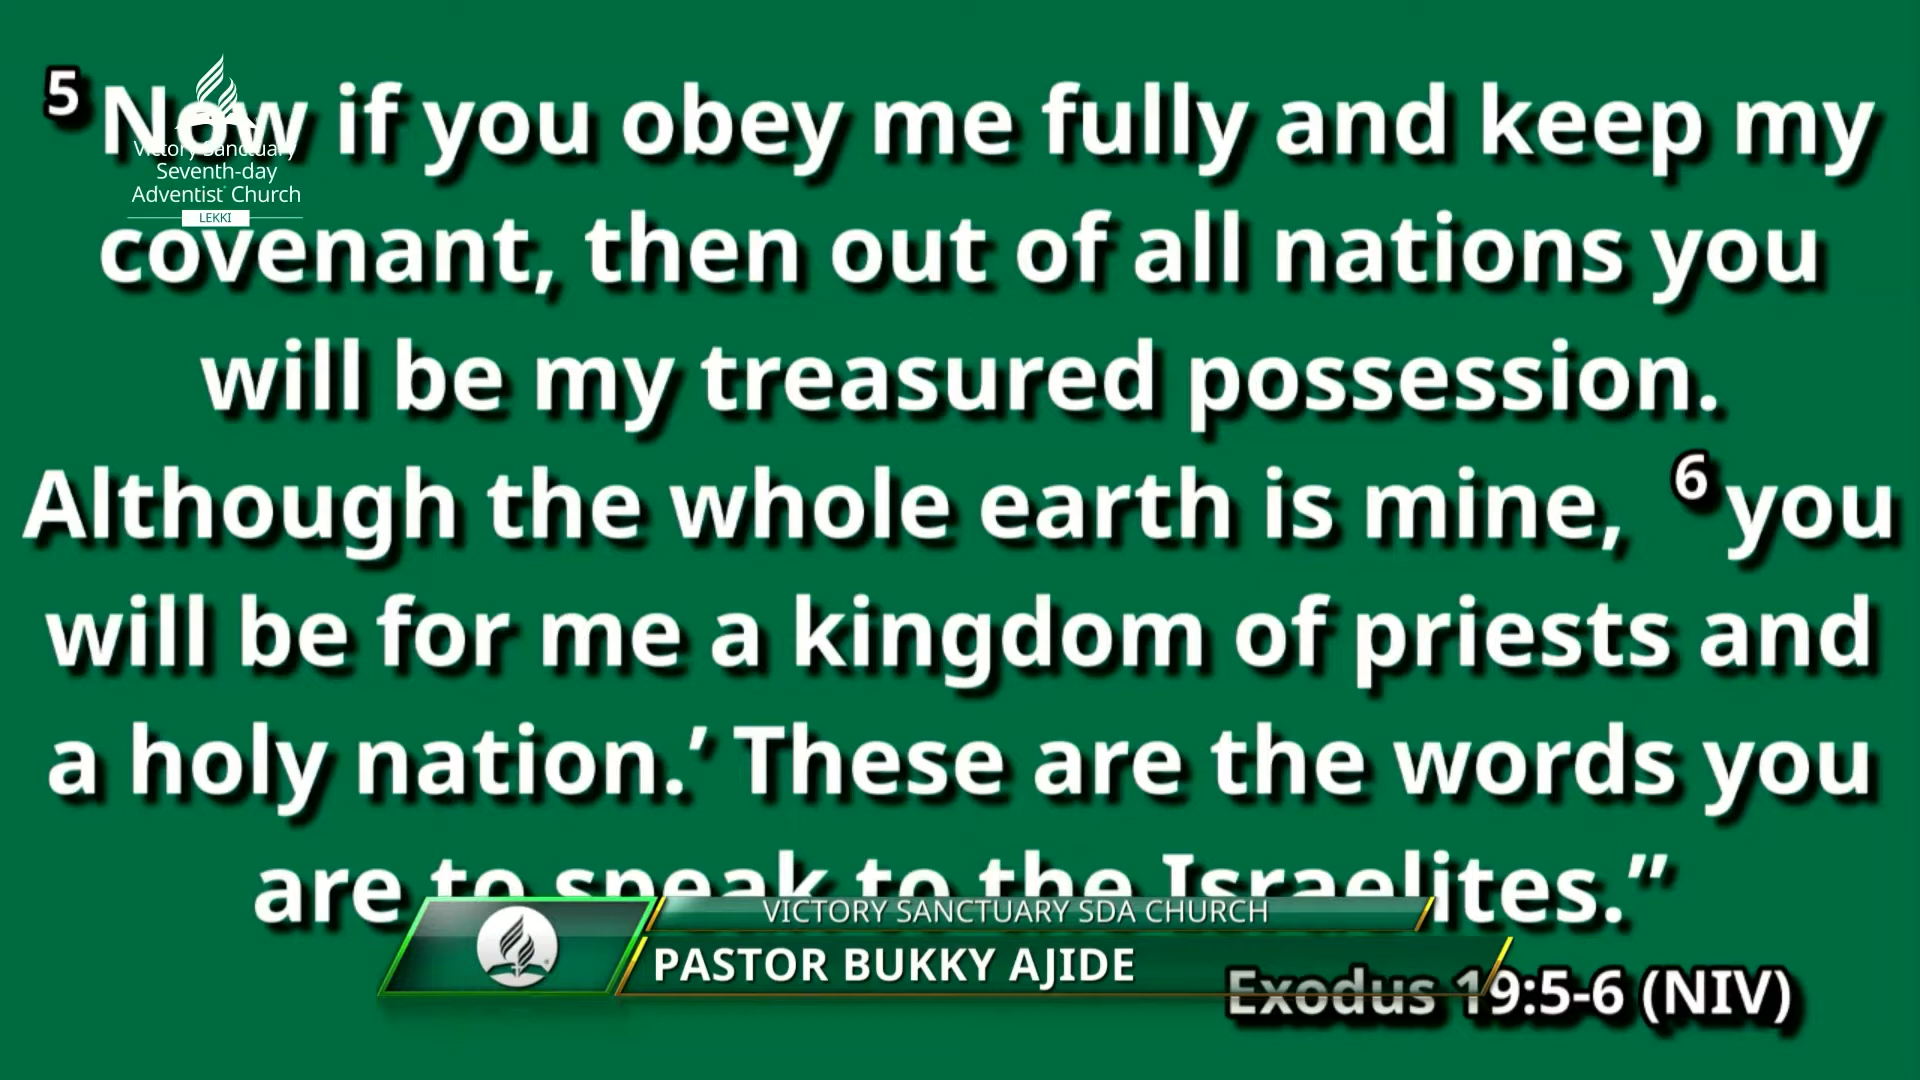 5 Now if you obey me fully and keep my
Victory Sanctuary
Seventh-day
Adventist Church
LEKKI
covenant, then out of all nations you
will be my treasured possession.
Although the whole earth is mine, 6 you
will be for me a kingdom of priests and
a holy nation.’ These are the words you
are to speak to the Israelites.”
VICTORY SANCTUARY SDA CHURCH
PASTOR BUKKY AJIDE
Exodus 19:5-6 (NIV)